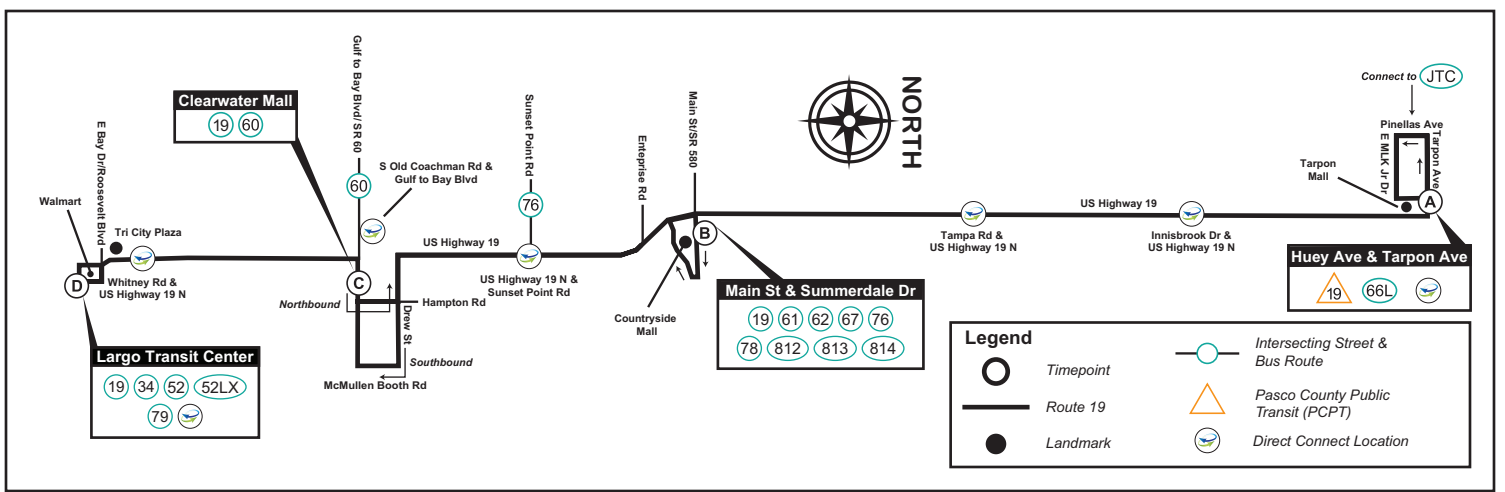 Clearwater Mall
19 60
Gulf to Bay Blvd/ SR 60
60
S Old Coachman Rd &
Gulf to Bay Blvd
Sunset Point Rd
76
Enteprise Rd
Main St/SR 580
NORTH
Connect to JTC
Pinellas Ave
E MLK Jr Dr
Tarpon Ave
Tarpon
Mall
A
E Bay Dr/Roosevelt Blvd
Walmart
Tri City Plaza
Whitney Rd &
US Highway 19 N
D
C
Northbound
Hampton Rd
Drew St
Southbound
McMullen Booth Rd
US Highway 19
US Highway 19 N &
Sunset Point Rd
B
Countryside
Mall
US Highway 19
Tampa Rd &
US Highway 19 N
Innisbrook Dr &
US Highway 19 N
Huey Ave & Tarpon Ave
19 66L
Main St & Summerdale Dr
19 61 62 67 76
78 812 813 814
Largo Transit Center
19 34 52 52LX
79
Legend
Timepoint
Route 19
Landmark
Intersecting Street &
Bus Route
Pasco County Public
Transit (PCPT)
Direct Connect Location